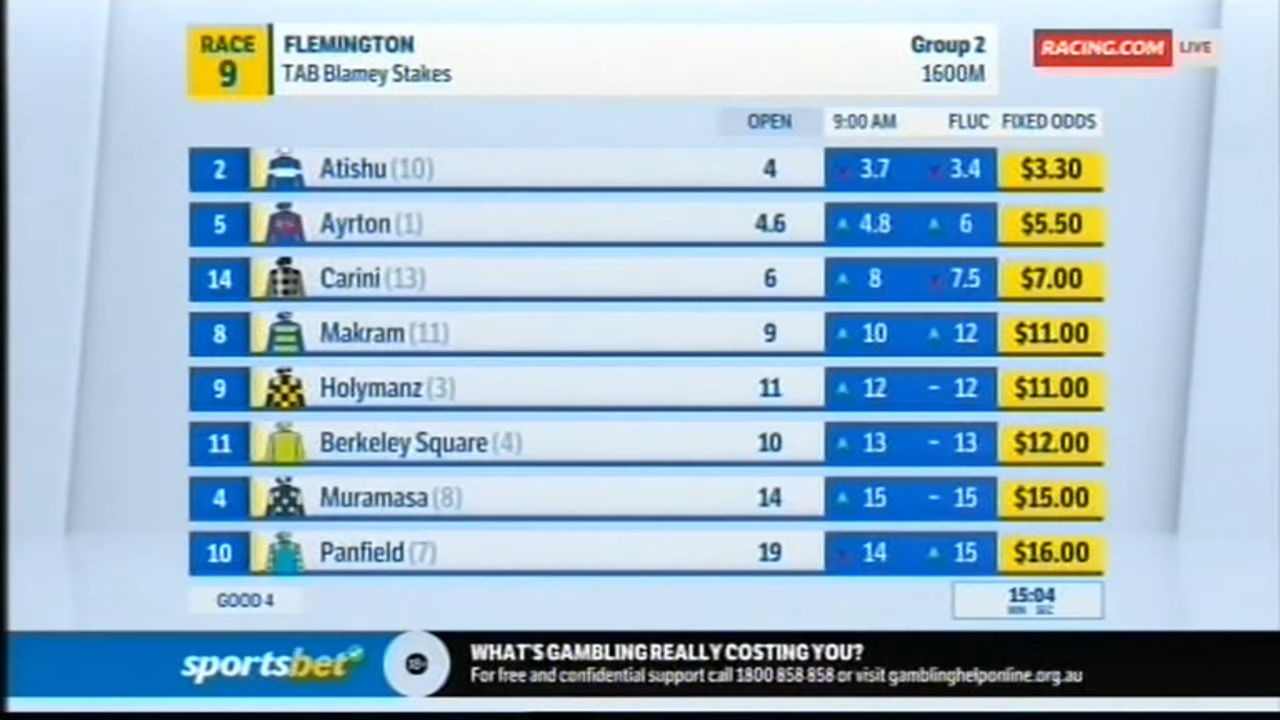 RACE 9
FLEMINGTON
TAB Blamey Stakes
Group 2
1600M
RACING.COM LIVE
OPEN 9:00 AM FLUC FIXED ODDS
2 Atishu (10) 4 3.7 3.4 $3.30
5 Ayrton (1) 4.6 4.8 6 $5.50
14 Carini (13) 6 8 7.5 $7.00
8 Makram (11) 9 10 12 $11.00
9 Holymanz (3) 11 12 - 12 $11.00
11 Berkeley Square (4) 10 13 - 13 $12.00
4 Muramasa (8) 14 15 - 15 $15.00
10 Panfield (7) 19 14 15 $16.00
GOOD 4
15:04
MIN SEC
sportsbet
18+
WHAT'S GAMBLING REALLY COSTING YOU?
For free and confidential support call 1800 858 858 or visit gamblinghelponline.org.au